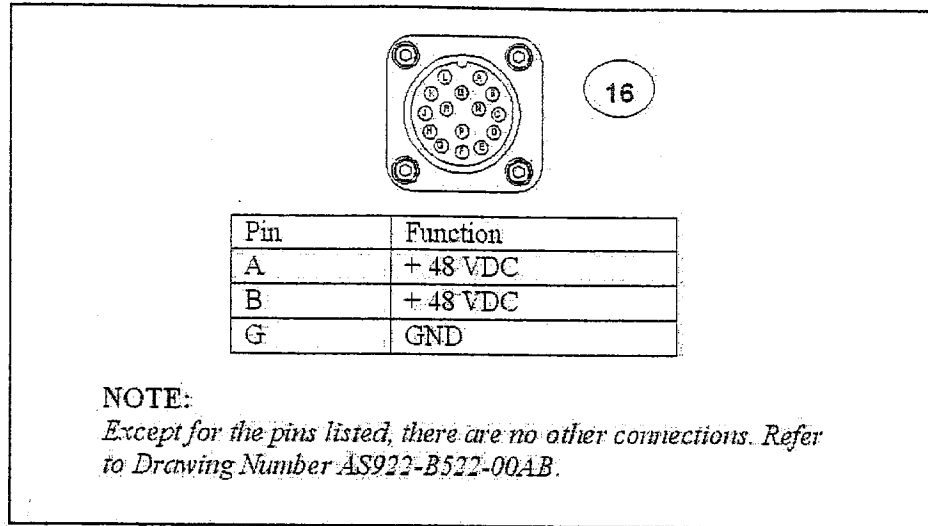 L A
K M B
J R N C
H P D
G F E
16
Pin Function
A + 48 VDC
B + 48 VDC
G GND
NOTE:
Except for the pins listed, there are no other connections. Refer
to Drawing Number AS922-B522-00AB.